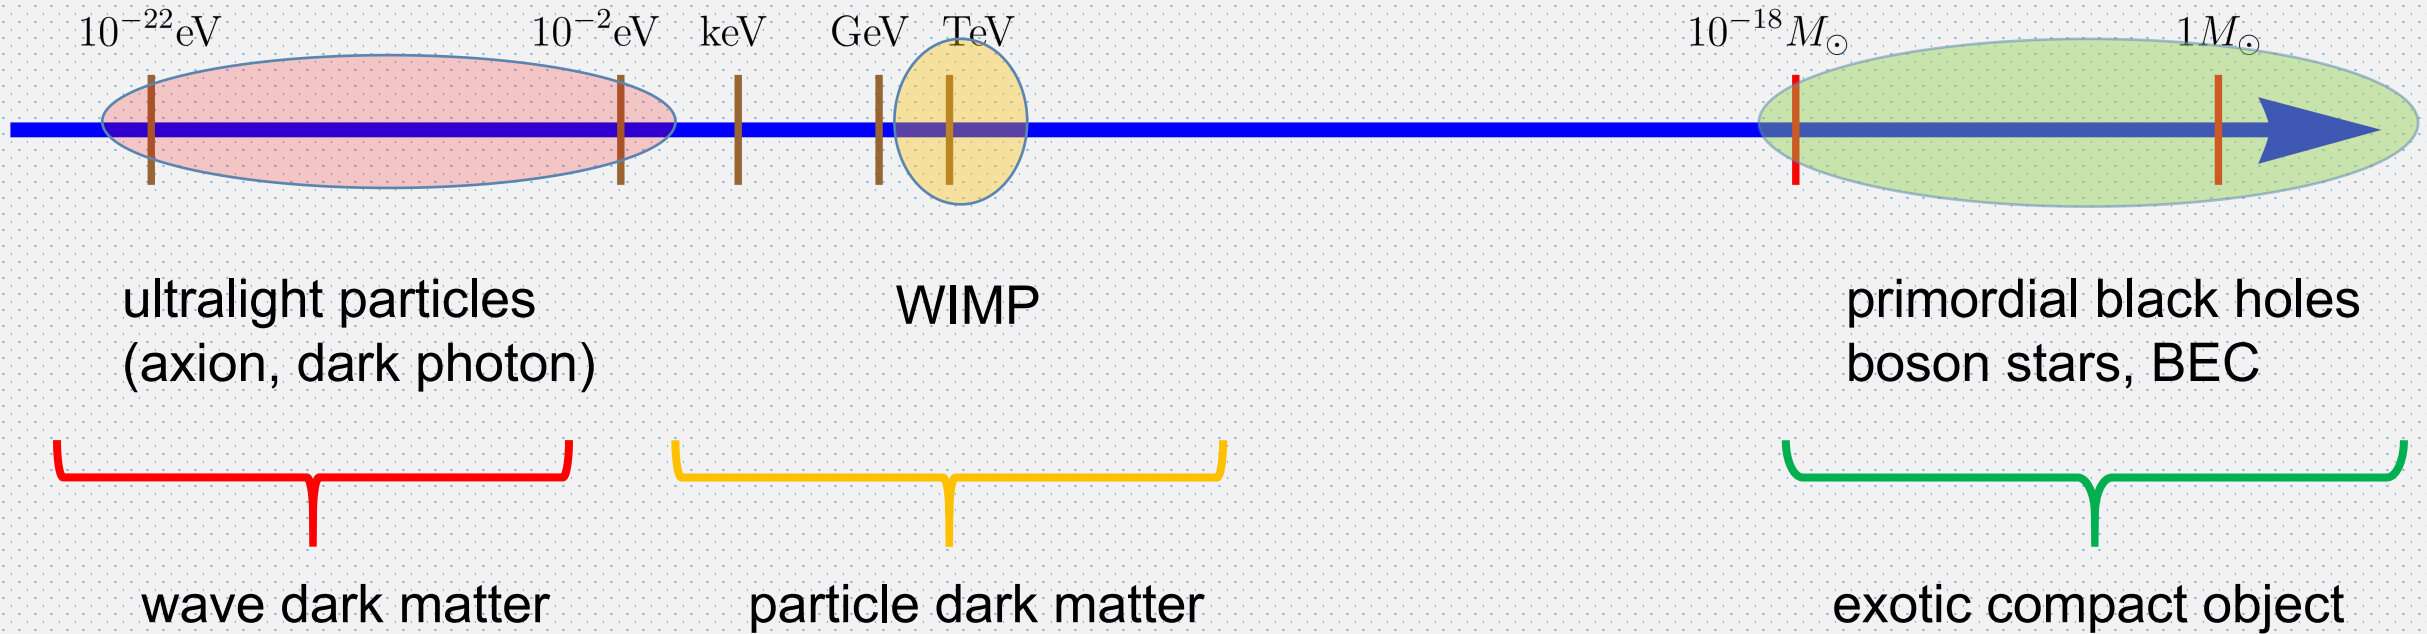 10⁻²²eV 10⁻²eV keV GeV TeV 10⁻¹⁸M☉ 1M☉
ultralight particles
(axion, dark photon)
WIMP
primordial black holes
boson stars, BEC
wave dark matter
particle dark matter
exotic compact object